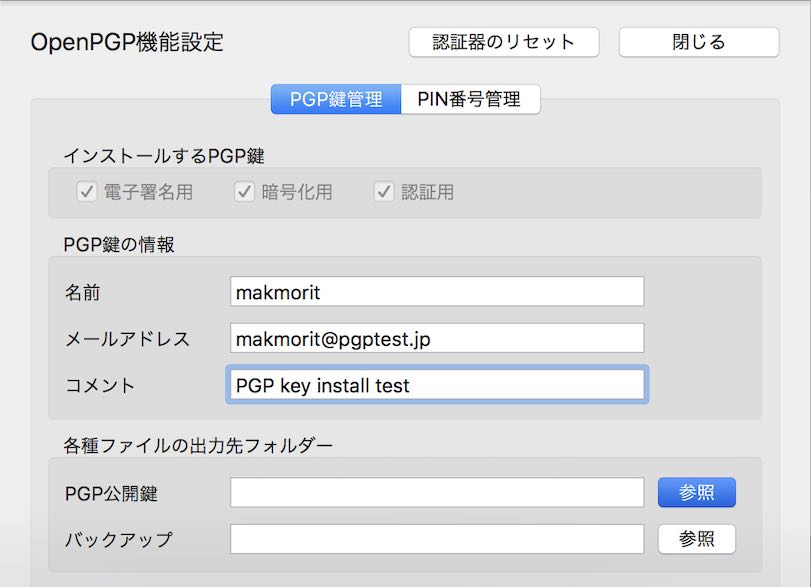 OpenPGP機能設定 認証器のリセット 閉じる
PGP鍵管理 PIN番号管理
インストールするPGP鍵
電子署名用 暗号化用 認証用
PGP鍵の情報
名前 makmorit
メールアドレス makmorit@pgptest.jp
コメント PGP key install test
各種ファイルの出力先フォルダー
PGP公開鍵 参照
バックアップ 参照